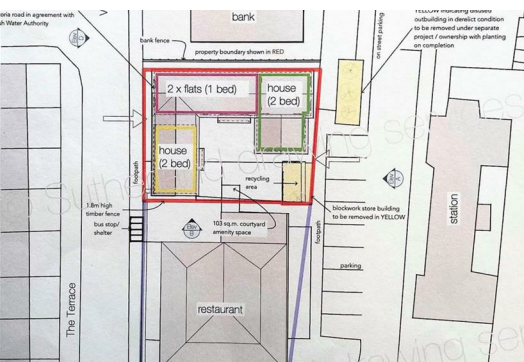 oria road in agreement with
sh Water Authority
bank
YELLOW indicating disused
outbuilding in derelict condition
to be removed under separate
project / ownership with planting
on completion
on street parking
bank fence
property boundary shown in RED
2 x flats (1 bed)
house
(2 bed)
house
(2 bed)
recycling
area
footpath
1.8m high
timber fence
bus stop/
shelter
103 sq.m. courtyard
amenity space
blockwork store building
to be removed in YELLOW
footpath
parking
station
restaurant
The Terrace
Elev
B
Elev
A
Elev
D